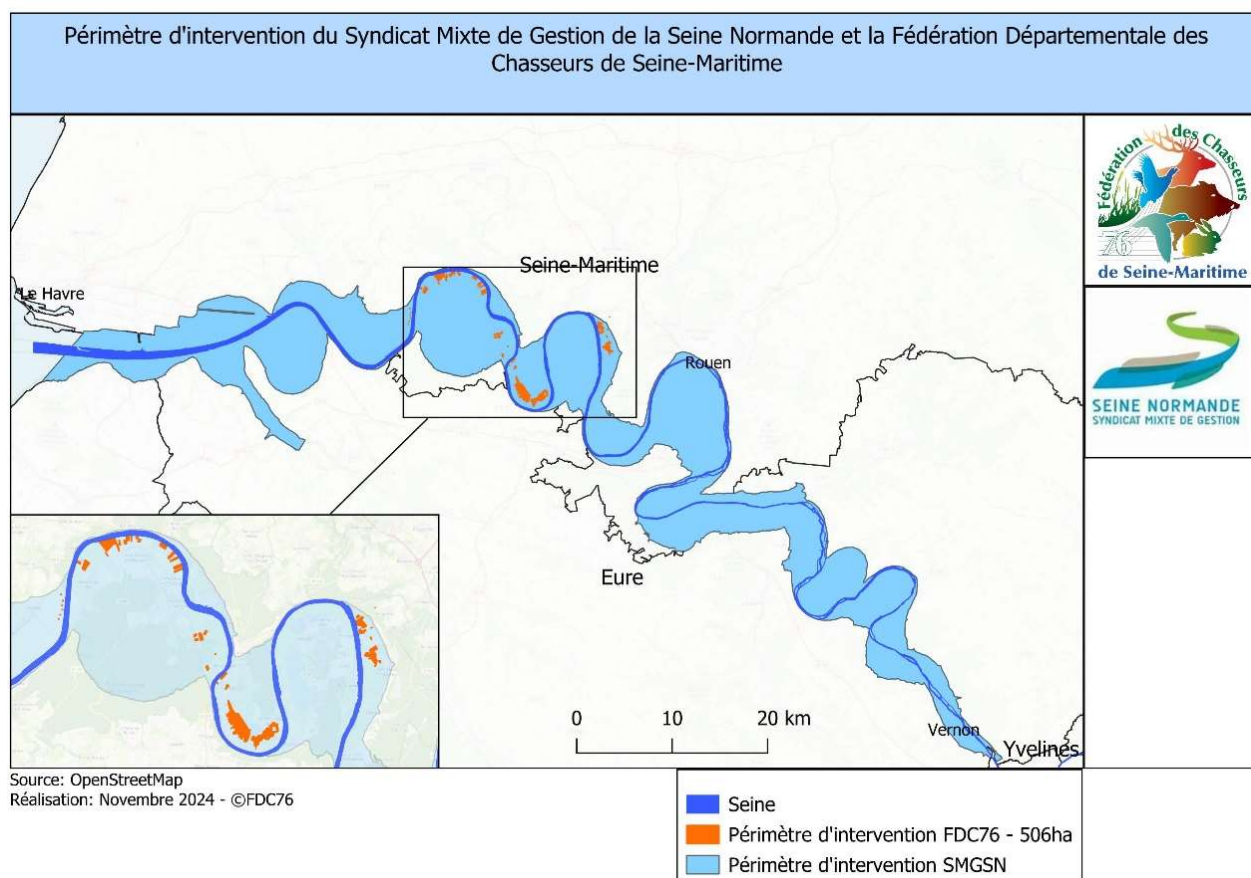 Périmètre d'intervention du Syndicat Mixte de Gestion de la Seine Normande et la Fédération Départementale des
Chasseurs de Seine-Maritime
Fédération des Chasseurs
76
de Seine-Maritime
SEINE NORMANDE
SYNDICAT MIXTE DE GESTION
Seine-Maritime
Le Havre
Rouen
Eure
0 10 20 km
Vernon
Yvelines
Source: OpenStreetMap
Réalisation: Novembre 2024 - ©FDC76
Seine
Périmètre d'intervention FDC76 - 506ha
Périmètre d'intervention SMGSN